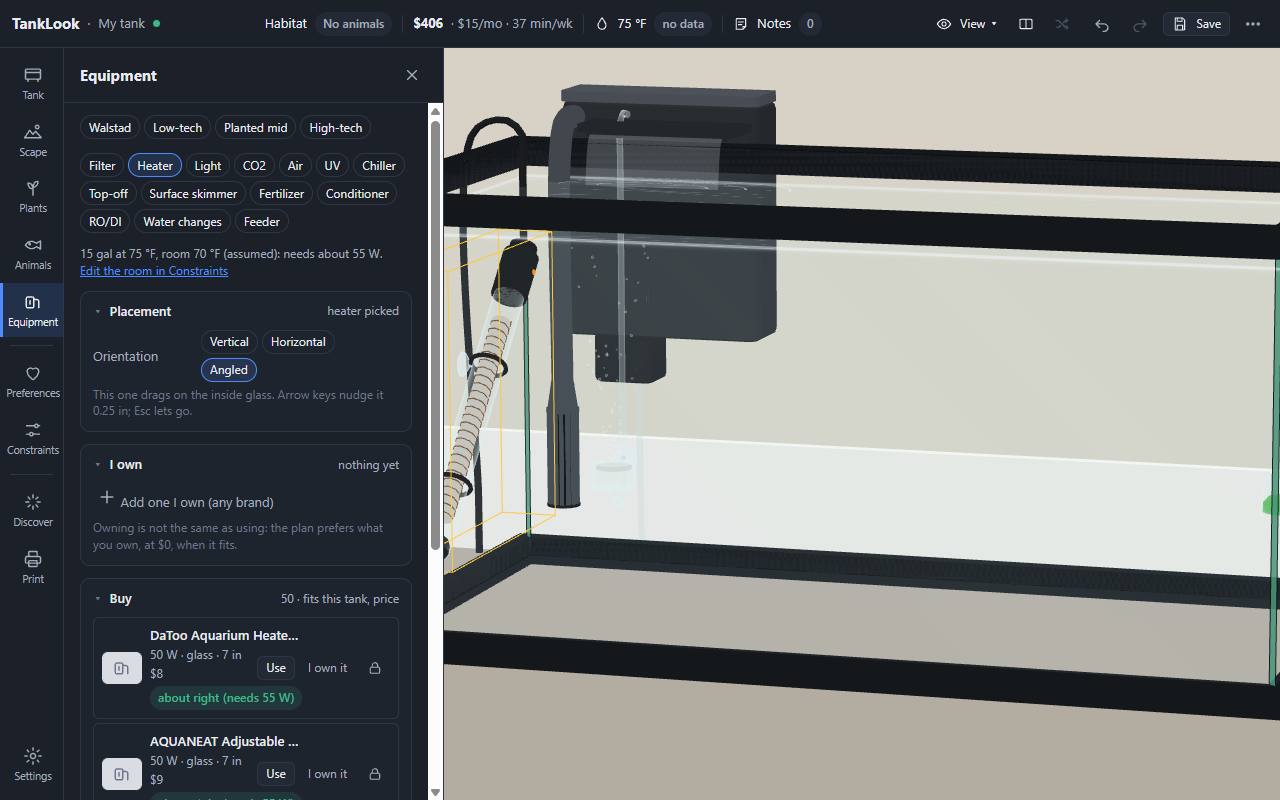 TankLook · My tank
Habitat No animals $406 · $15/mo · 37 min/wk 75 °F no data Notes 0 View Save
Tank
Scape
Plants
Animals
Equipment
Preferences
Constraints
Discover
Print
Settings
Equipment
Walstad Low-tech Planted mid High-tech
Filter Heater Light CO2 Air UV Chiller
Top-off Surface skimmer Fertilizer Conditioner
RO/DI Water changes Feeder
15 gal at 75 °F, room 70 °F (assumed): needs about 55 W.
Edit the room in Constraints
Placement heater picked
Vertical Horizontal
Orientation
Angled
This one drags on the inside glass. Arrow keys nudge it
0.25 in; Esc lets go.
I own nothing yet
Add one I own (any brand)
Owning is not the same as using: the plan prefers what
you own, at $0, when it fits.
Buy 50 · fits this tank, price
DaToo Aquarium Heate...
50 W · glass · 7 in
$8
Use I own it
about right (needs 55 W)
AQUANEAT Adjustable ...
50 W · glass · 7 in
$9
Use I own it